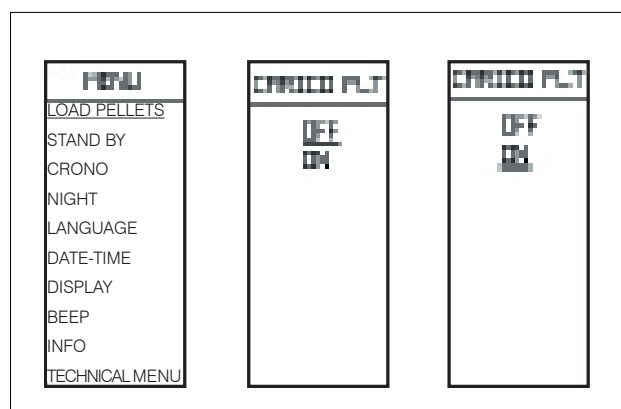 MENU
LOAD PELLETS
STAND BY
CRONO
NIGHT
LANGUAGE
DATE-TIME
DISPLAY
BEEP
INFO
TECHNICAL MENU
CARICO PLT
OFF
ON
CARICO PLT
OFF
ON